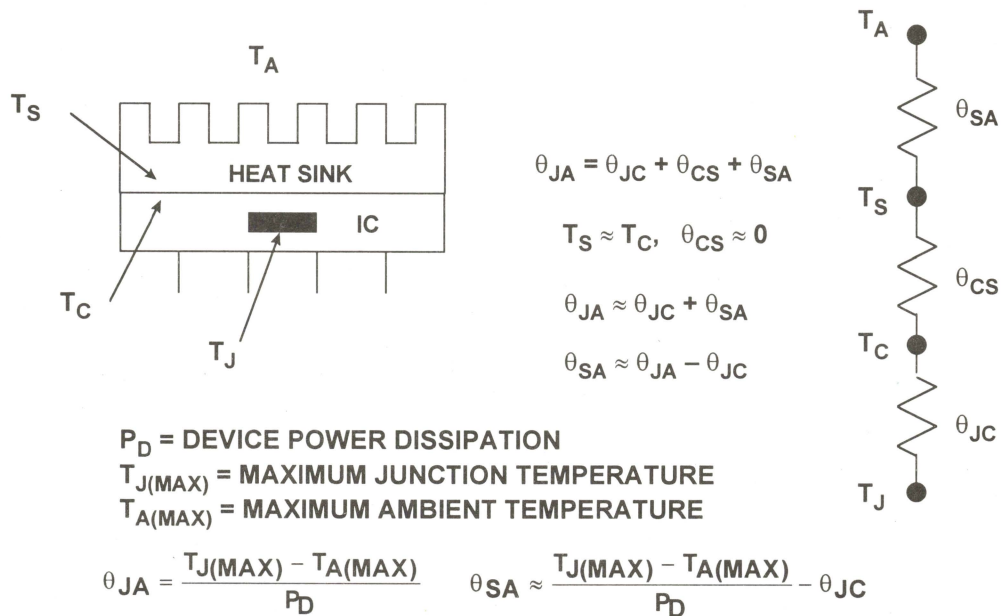 T_A
T_S
HEAT SINK
IC
T_C
T_J
θ_JA = θ_JC + θ_CS + θ_SA
T_S ≈ T_C, θ_CS ≈ 0
θ_JA ≈ θ_JC + θ_SA
θ_SA ≈ θ_JA − θ_JC
T_A
θ_SA
T_S
θ_CS
T_C
θ_JC
T_J
P_D = DEVICE POWER DISSIPATION
T_J(MAX) = MAXIMUM JUNCTION TEMPERATURE
T_A(MAX) = MAXIMUM AMBIENT TEMPERATURE
θ_JA = (T_J(MAX) − T_A(MAX)) / P_D
θ_SA ≈ (T_J(MAX) − T_A(MAX)) / P_D − θ_JC